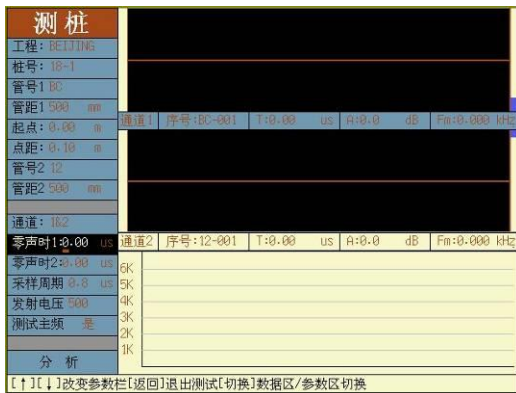 测桩
工程: BEIJING
桩号: 18-1
管号1 BC
管距1 500 mm
起点: 0.00 m
点距: 0.10 m
管号2 12
管距2 500 mm
通道: 1&2
零声时1:0.00 us
零声时2:0.00 us
采样周期 0.8 us
发射电压 500
测试主频 是
分 析
通道1 序号:BC-001 T:0.00 us A:0.0 dB Fm:0.000 kHz
通道2 序号:12-001 T:0.00 us A:0.0 dB Fm:0.000 kHz
6K
5K
4K
3K
2K
1K
[↑][↓]改变参数栏[返回]退出测试[切换]数据区/参数区切换